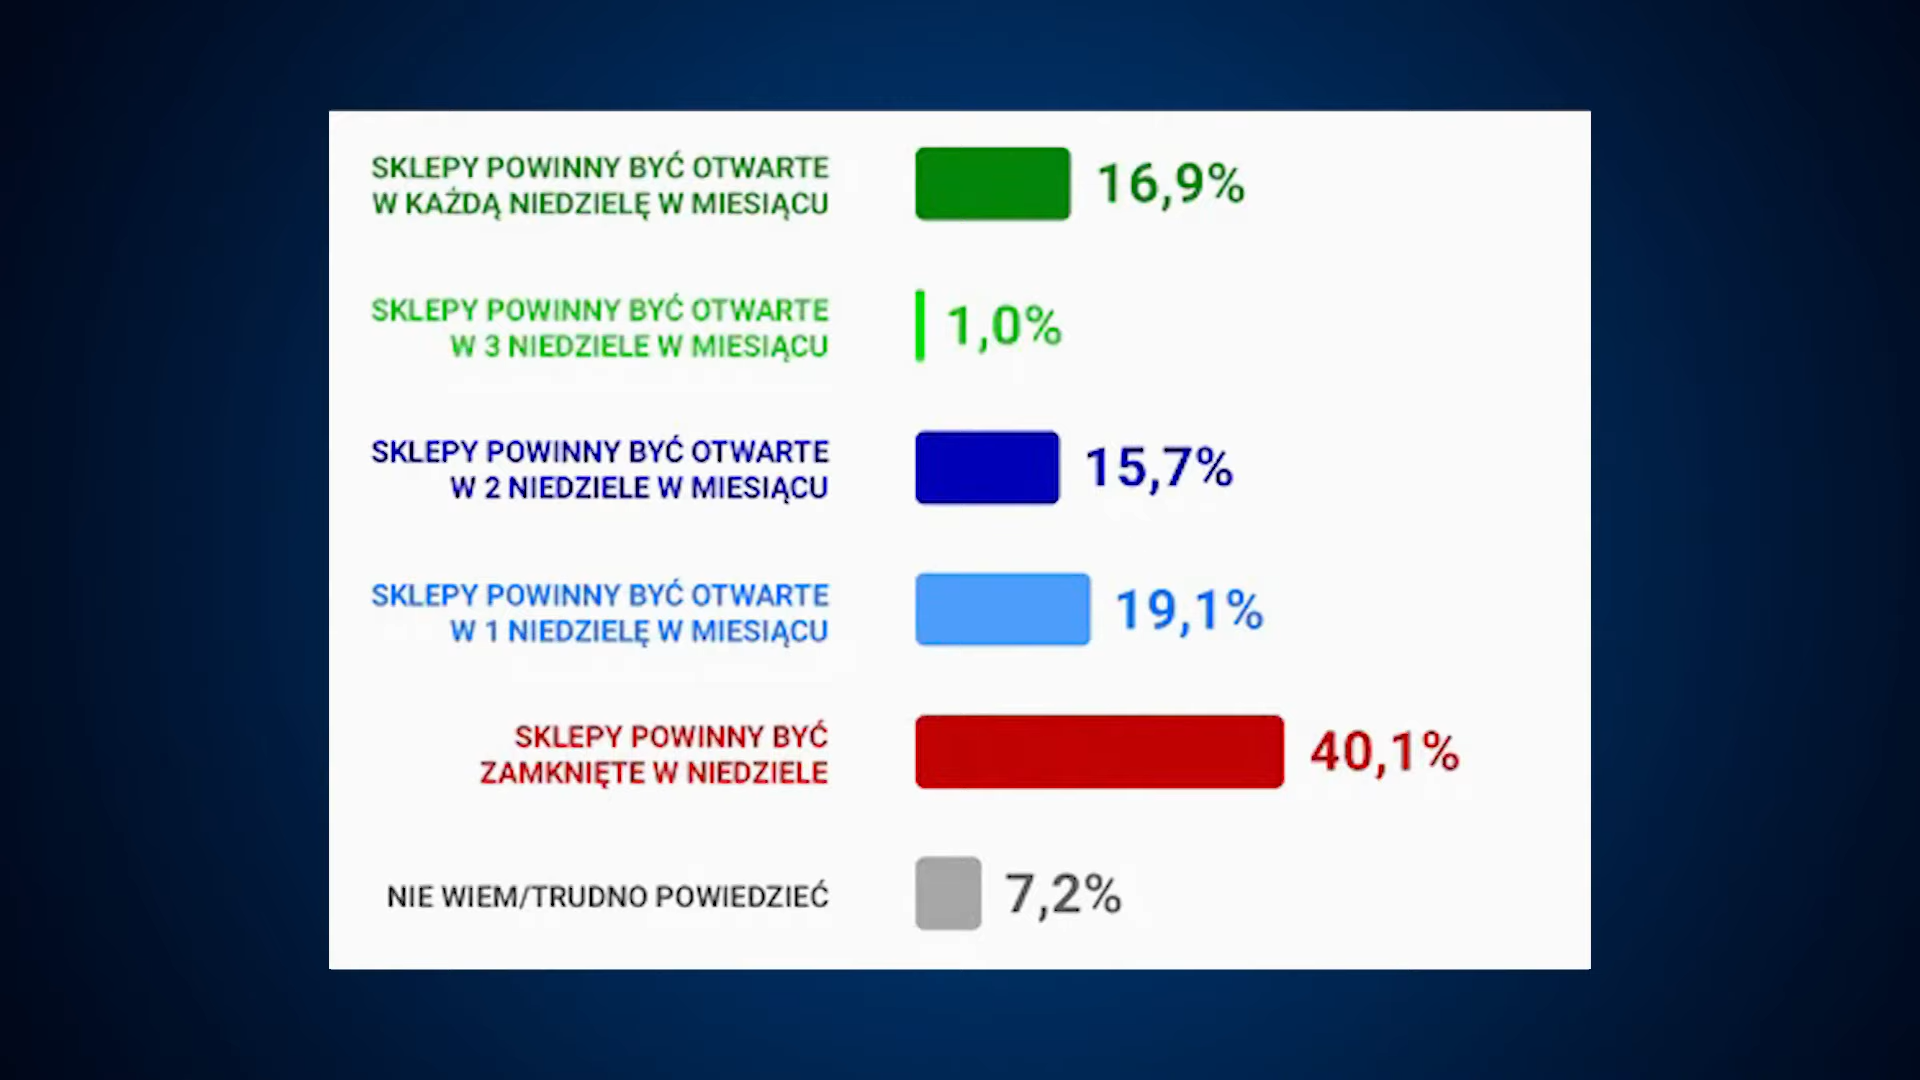 SKLEPY POWINNY BYĆ OTWARTE
W KAŻDĄ NIEDZIELĘ W MIESIĄCU
16,9%
SKLEPY POWINNY BYĆ OTWARTE
W 3 NIEDZIELE W MIESIĄCU
1,0%
SKLEPY POWINNY BYĆ OTWARTE
W 2 NIEDZIELE W MIESIĄCU
15,7%
SKLEPY POWINNY BYĆ OTWARTE
W 1 NIEDZIELĘ W MIESIĄCU
19,1%
SKLEPY POWINNY BYĆ
ZAMKNIĘTE W NIEDZIELE
40,1%
NIE WIEM/TRUDNO POWIEDZIEĆ
7,2%